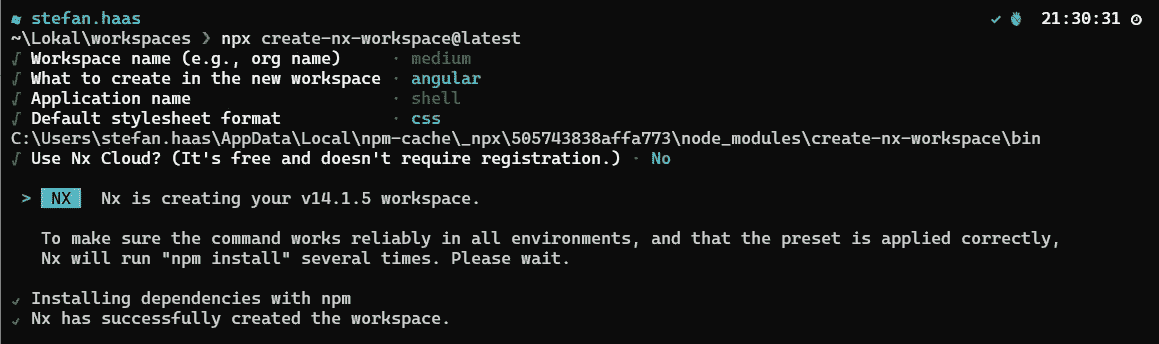 stefan.haas 21:30:31
~\Lokal\workspaces ❯ npx create-nx-workspace@latest
√ Workspace name (e.g., org name) · medium
√ What to create in the new workspace · angular
√ Application name · shell
√ Default stylesheet format · css
C:\Users\stefan.haas\AppData\Local\npm-cache\_npx\505743838affa773\node_modules\create-nx-workspace\bin
√ Use Nx Cloud? (It's free and doesn't require registration.) · No
> NX Nx is creating your v14.1.5 workspace.
To make sure the command works reliably in all environments, and that the preset is applied correctly,
Nx will run "npm install" several times. Please wait.
✓ Installing dependencies with npm
✓ Nx has successfully created the workspace.